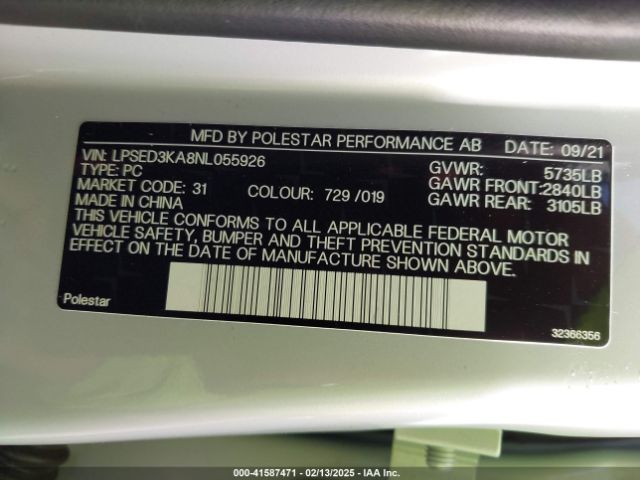 MFD BY POLESTAR PERFORMANCE AB DATE: 09/21
VIN: LPSED3KA8NL055926 GVWR: 5735LB
TYPE: PC GAWR FRONT:2840LB
MARKET CODE: 31 COLOUR: 729 /019 GAWR REAR: 3105LB
MADE IN CHINA
THIS VEHICLE CONFORMS TO ALL APPLICABLE FEDERAL MOTOR
VEHICLE SAFETY, BUMPER AND THEFT PREVENTION STANDARDS IN
EFFECT ON THE DATE OF MANUFACTURE SHOWN ABOVE.
Polestar 32366356
000-41587471 | 02/13/2025 | IAA Inc.